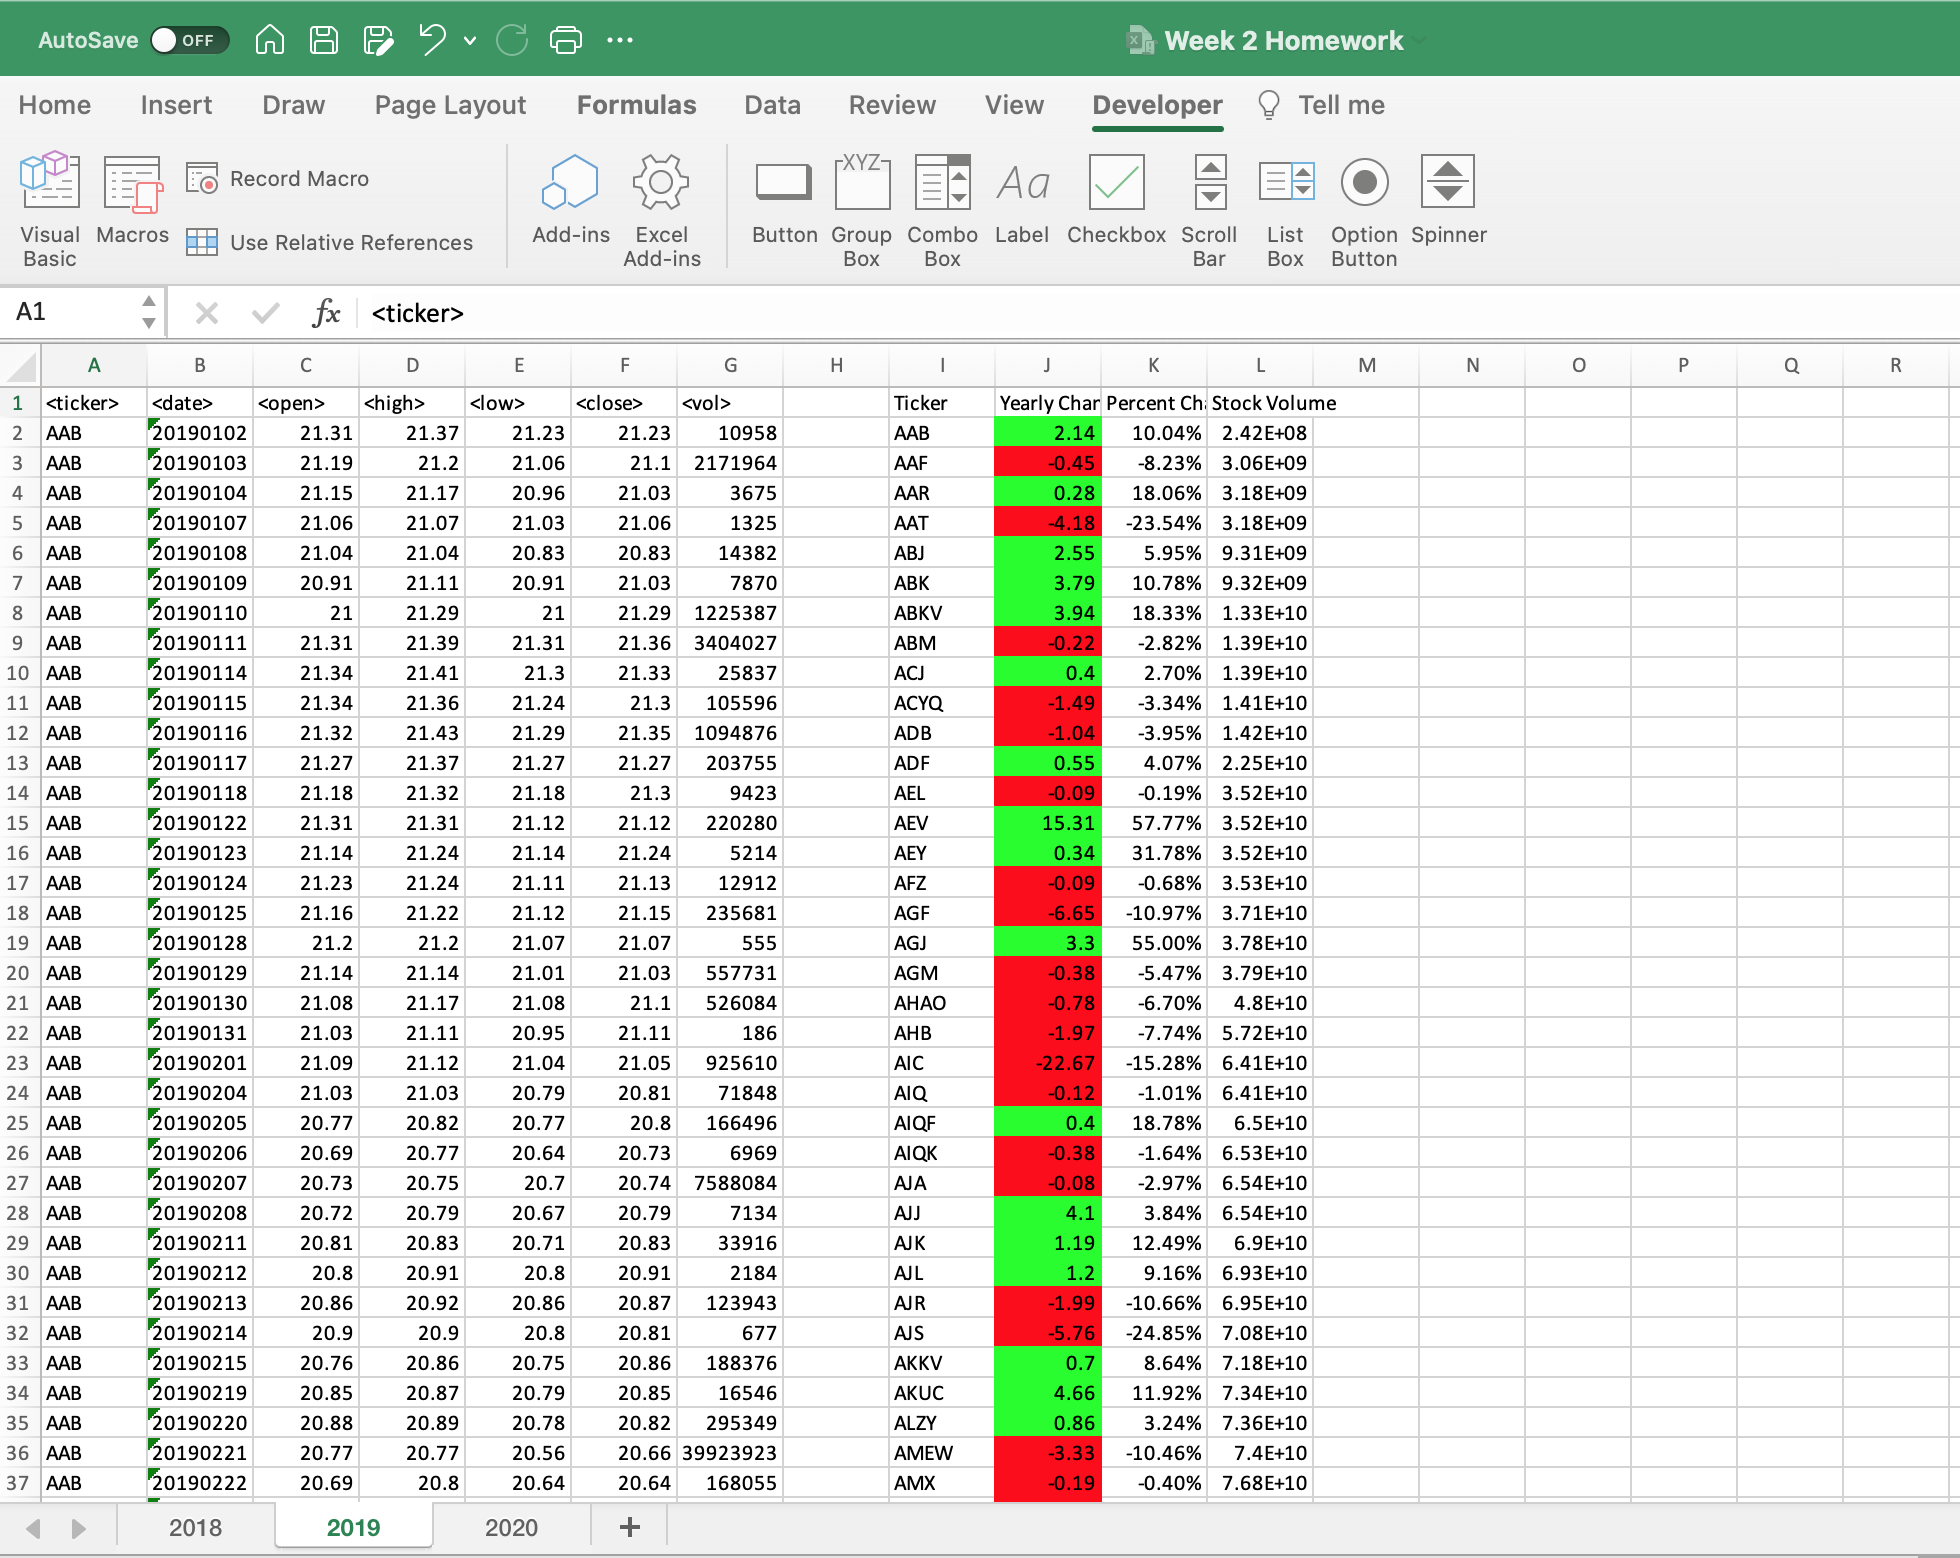 AutoSave OFF Week 2 Homework
Home Insert Draw Page Layout Formulas Data Review View Developer Tell me
Visual Basic Macros Record Macro Use Relative References Add-ins Excel Add-ins Button Group Box XYZ Combo Box Aa Label Checkbox Scroll Bar List Box Option Button Spinner
A1 fx <ticker>
A B C D E F G H I J K L M N O P Q R
1 <ticker> <date> <open> <high> <low> <close> <vol> Ticker Yearly Chan Percent Cha Stock Volume
2 AAB 20190102 21.31 21.37 21.23 21.23 10958 AAB 2.14 10.04% 2.42E+08
3 AAB 20190103 21.19 21.2 21.06 21.1 2171964 AAF -0.45 -8.23% 3.06E+09
4 AAB 20190104 21.15 21.17 20.96 21.03 3675 AAR 0.28 18.06% 3.18E+09
5 AAB 20190107 21.06 21.07 21.03 21.06 1325 AAT -4.18 -23.54% 3.18E+09
6 AAB 20190108 21.04 21.04 20.83 20.83 14382 ABJ 2.55 5.95% 9.31E+09
7 AAB 20190109 20.91 21.11 20.91 21.03 7870 ABK 3.79 10.78% 9.32E+09
8 AAB 20190110 21 21.29 21 21.29 1225387 ABKV 3.94 18.33% 1.33E+10
9 AAB 20190111 21.31 21.39 21.31 21.36 3404027 ABM -0.22 -2.82% 1.39E+10
10 AAB 20190114 21.34 21.41 21.3 21.33 25837 ACJ 0.4 2.70% 1.39E+10
11 AAB 20190115 21.34 21.36 21.24 21.3 105596 ACYQ -1.49 -3.34% 1.41E+10
12 AAB 20190116 21.32 21.43 21.29 21.35 1094876 ADB -1.04 -3.95% 1.42E+10
13 AAB 20190117 21.27 21.37 21.27 21.27 203755 ADF 0.55 4.07% 2.25E+10
14 AAB 20190118 21.18 21.32 21.18 21.3 9423 AEL -0.09 -0.19% 3.52E+10
15 AAB 20190122 21.31 21.31 21.12 21.12 220280 AEV 15.31 57.77% 3.52E+10
16 AAB 20190123 21.14 21.24 21.14 21.24 5214 AEY 0.34 31.78% 3.52E+10
17 AAB 20190124 21.23 21.24 21.11 21.13 12912 AFZ -0.09 -0.68% 3.53E+10
18 AAB 20190125 21.16 21.22 21.12 21.15 235681 AGF -6.65 -10.97% 3.71E+10
19 AAB 20190128 21.2 21.2 21.07 21.07 555 AGJ 3.3 55.00% 3.78E+10
20 AAB 20190129 21.14 21.14 21.01 21.03 557731 AGM -0.38 -5.47% 3.79E+10
21 AAB 20190130 21.08 21.17 21.08 21.1 526084 AHAO -0.78 -6.70% 4.8E+10
22 AAB 20190131 21.03 21.11 20.95 21.11 186 AHB -1.97 -7.74% 5.72E+10
23 AAB 20190201 21.09 21.12 21.04 21.05 925610 AIC -22.67 -15.28% 6.41E+10
24 AAB 20190204 21.03 21.03 20.79 20.81 71848 AIQ -0.12 -1.01% 6.41E+10
25 AAB 20190205 20.77 20.82 20.77 20.8 166496 AIQF 0.4 18.78% 6.5E+10
26 AAB 20190206 20.69 20.77 20.64 20.73 6969 AIQK -0.38 -1.64% 6.53E+10
27 AAB 20190207 20.73 20.75 20.7 20.74 7588084 AJA -0.08 -2.97% 6.54E+10
28 AAB 20190208 20.72 20.79 20.67 20.79 7134 AJJ 4.1 3.84% 6.54E+10
29 AAB 20190211 20.81 20.83 20.71 20.83 33916 AJK 1.19 12.49% 6.9E+10
30 AAB 20190212 20.8 20.91 20.8 20.91 2184 AJL 1.2 9.16% 6.93E+10
31 AAB 20190213 20.86 20.92 20.86 20.87 123943 AJR -1.99 -10.66% 6.95E+10
32 AAB 20190214 20.9 20.9 20.8 20.81 677 AJS -5.76 -24.85% 7.08E+10
33 AAB 20190215 20.76 20.86 20.75 20.86 188376 AKKV 0.7 8.64% 7.18E+10
34 AAB 20190219 20.85 20.87 20.79 20.85 16546 AKUC 4.66 11.92% 7.34E+10
35 AAB 20190220 20.88 20.89 20.78 20.82 295349 ALZY 0.86 3.24% 7.36E+10
36 AAB 20190221 20.77 20.77 20.56 20.66 39923923 AMEW -3.33 -10.46% 7.4E+10
37 AAB 20190222 20.69 20.8 20.64 20.64 168055 AMX -0.19 -0.40% 7.68E+10
2018 2019 2020 +